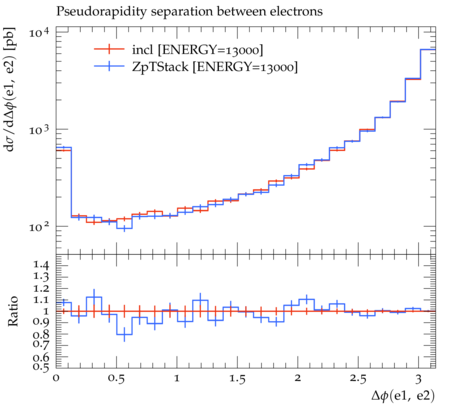 Pseudorapidity separation between electrons
dσ/dΔϕ(e1, e2) [pb]
10⁴
10³
10²
incl [ENERGY=13000]
ZpTStack [ENERGY=13000]
Ratio
1.4
1.3
1.2
1.1
1
0.9
0.8
0.7
0.6
0.5
0 0.5 1 1.5 2 2.5 3
Δϕ(e1, e2)